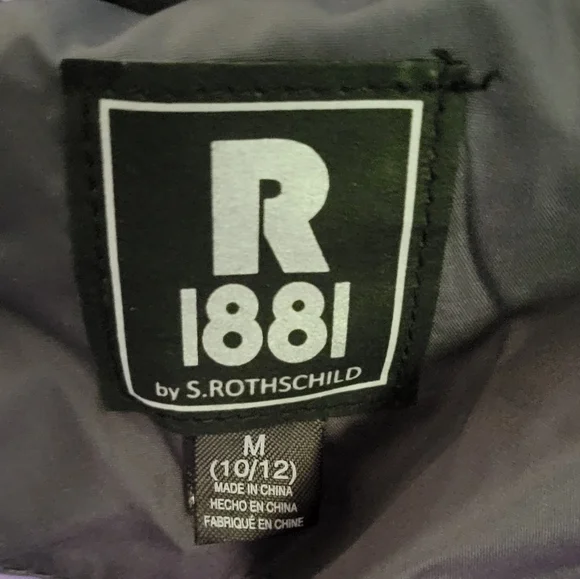 R
1881
by S.ROTHSCHILD
M
(10/12)
MADE IN CHINA
HECHO EN CHINA
FABRIQUÉ EN CHINE